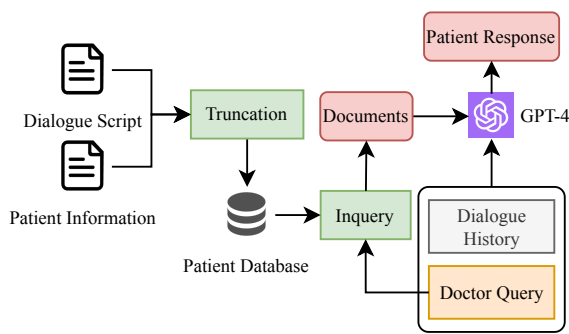 Patient Response
Dialogue Script
Truncation
Documents
GPT-4
Patient Information
Inquery
Dialogue
History
Patient Database
Doctor Query